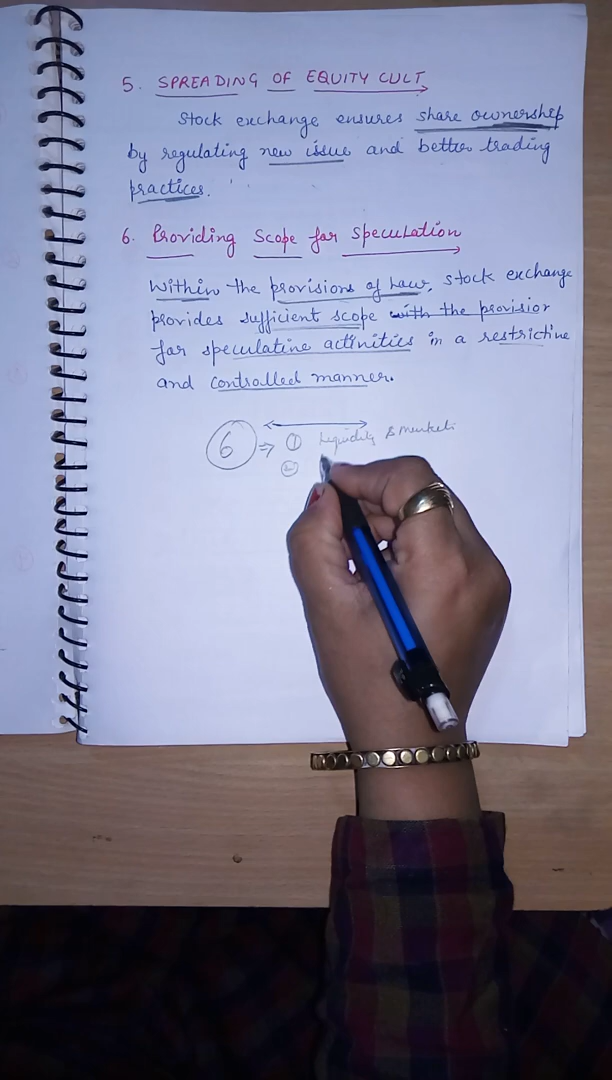 5. SPREADING OF EQUITY CULT
Stock exchange ensures share ownership
by regulating new issue and better trading
practices.
6. Providing Scope for Speculation
Within the provisions of Law, stock exchange
provides sufficient scope with the provisior
for speculative activities in a restrictive
and controlled manner.
6 ⇒ ① Liquidity & Marketi
②